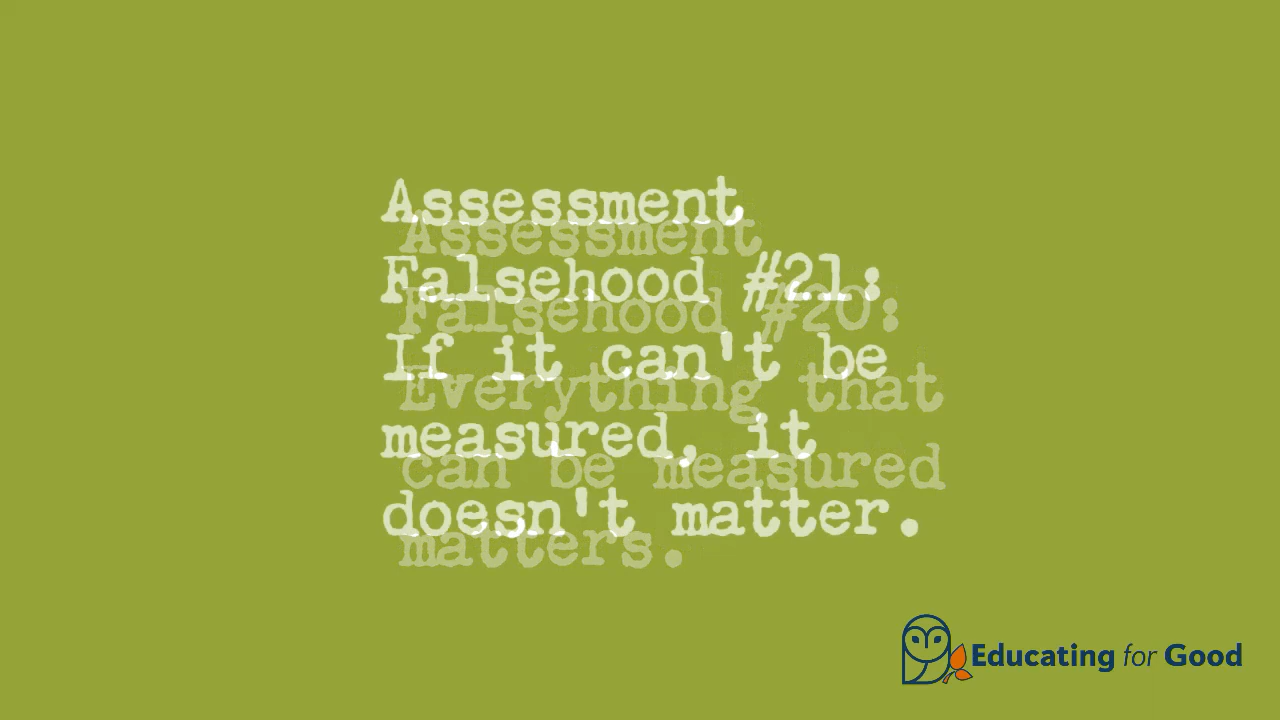 Assessment
Falsehood #21:
If it can't be
measured, it
doesn't matter.
Assessment
Falsehood #20:
Everything that
can be measured
matters.
Educating for Good